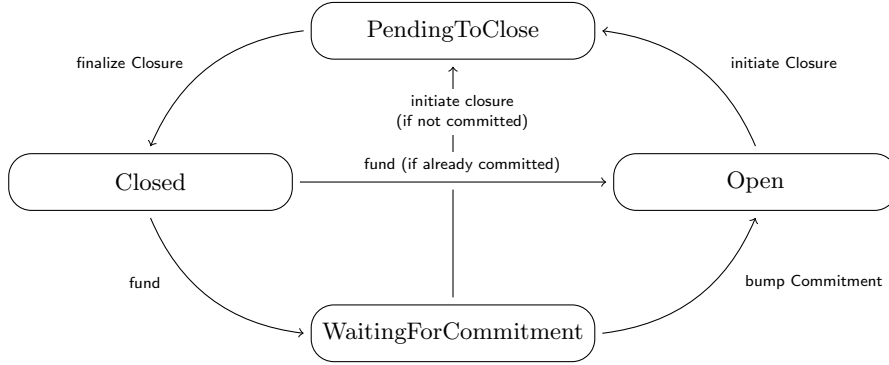 PendingToClose
finalize Closure
initiate Closure
initiate closure
(if not committed)
fund (if already committed)
Closed
Open
fund
bump Commitment
WaitingForCommitment